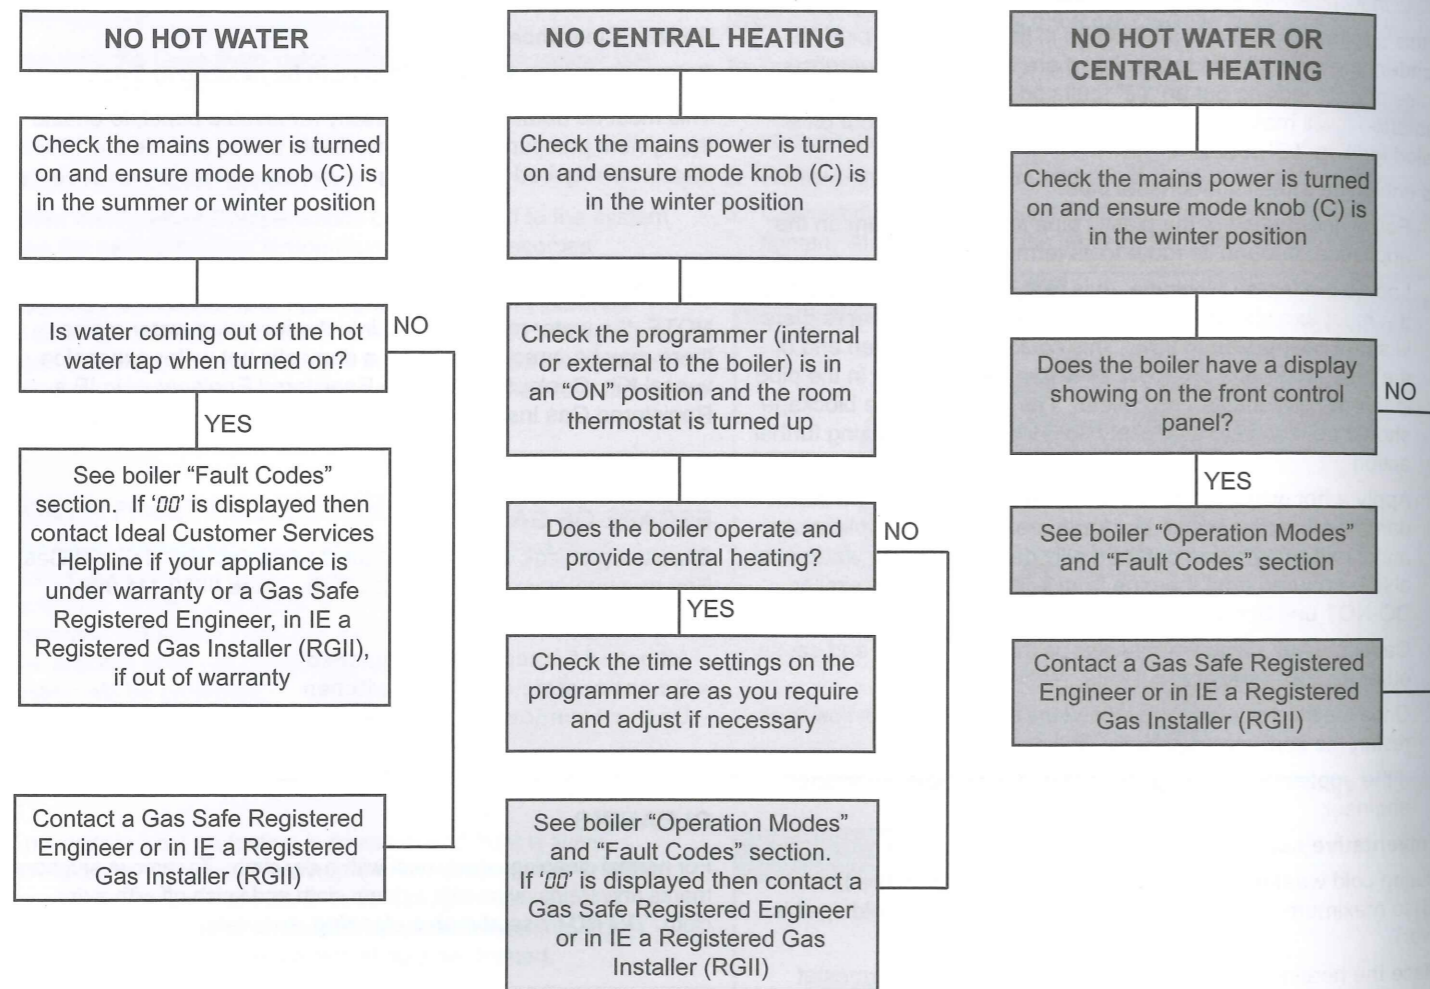 NO HOT WATER
Check the mains power is turned
on and ensure mode knob (C) is
in the summer or winter position
Is water coming out of the hot
water tap when turned on?
NO
YES
See boiler “Fault Codes”
section. If ‘00’ is displayed then
contact Ideal Customer Services
Helpline if your appliance is
under warranty or a Gas Safe
Registered Engineer, in IE a
Registered Gas Installer (RGII),
if out of warranty
Contact a Gas Safe Registered
Engineer or in IE a Registered
Gas Installer (RGII)
NO CENTRAL HEATING
Check the mains power is turned
on and ensure mode knob (C) is
in the winter position
Check the programmer (internal
or external to the boiler) is in
an “ON” position and the room
thermostat is turned up
Does the boiler operate and
provide central heating?
NO
YES
Check the time settings on the
programmer are as you require
and adjust if necessary
See boiler “Operation Modes”
and “Fault Codes” section.
If ‘00’ is displayed then contact a
Gas Safe Registered Engineer
or in IE a Registered Gas
Installer (RGII)
NO HOT WATER OR
CENTRAL HEATING
Check the mains power is turned
on and ensure mode knob (C) is
in the winter position
Does the boiler have a display
showing on the front control
panel?
NO
YES
See boiler “Operation Modes”
and “Fault Codes” section
Contact a Gas Safe Registered
Engineer or in IE a Registered
Gas Installer (RGII)